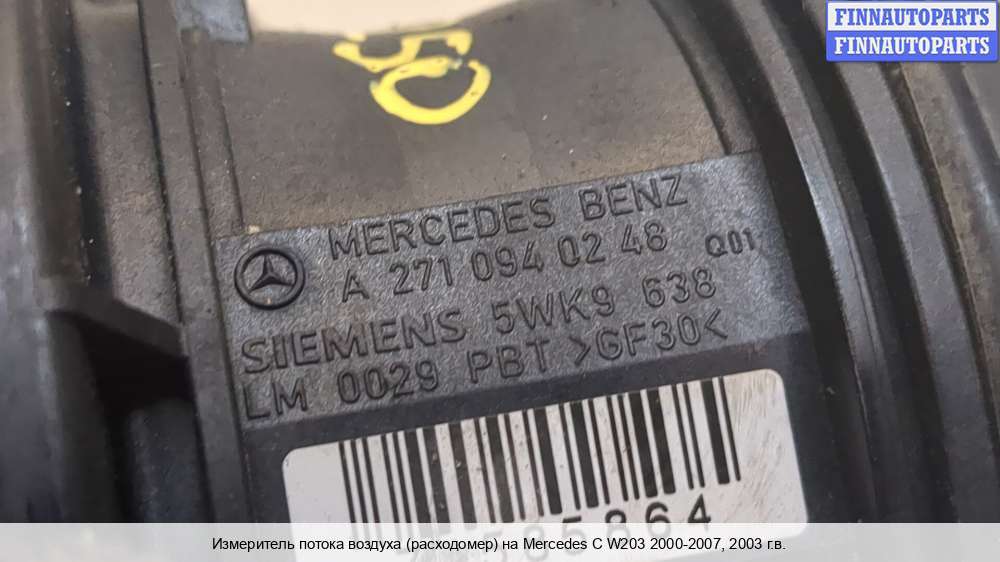 FINNAUTOPARTS
FINNAUTOPARTS
MERCEDES BENZ
A 271 094 02 48 Q01
SIEMENS 5WK9 638
LM 0029 PBT >GF30<
585864
Измеритель потока воздуха (расходомер) на Mercedes C W203 2000-2007, 2003 г.в.